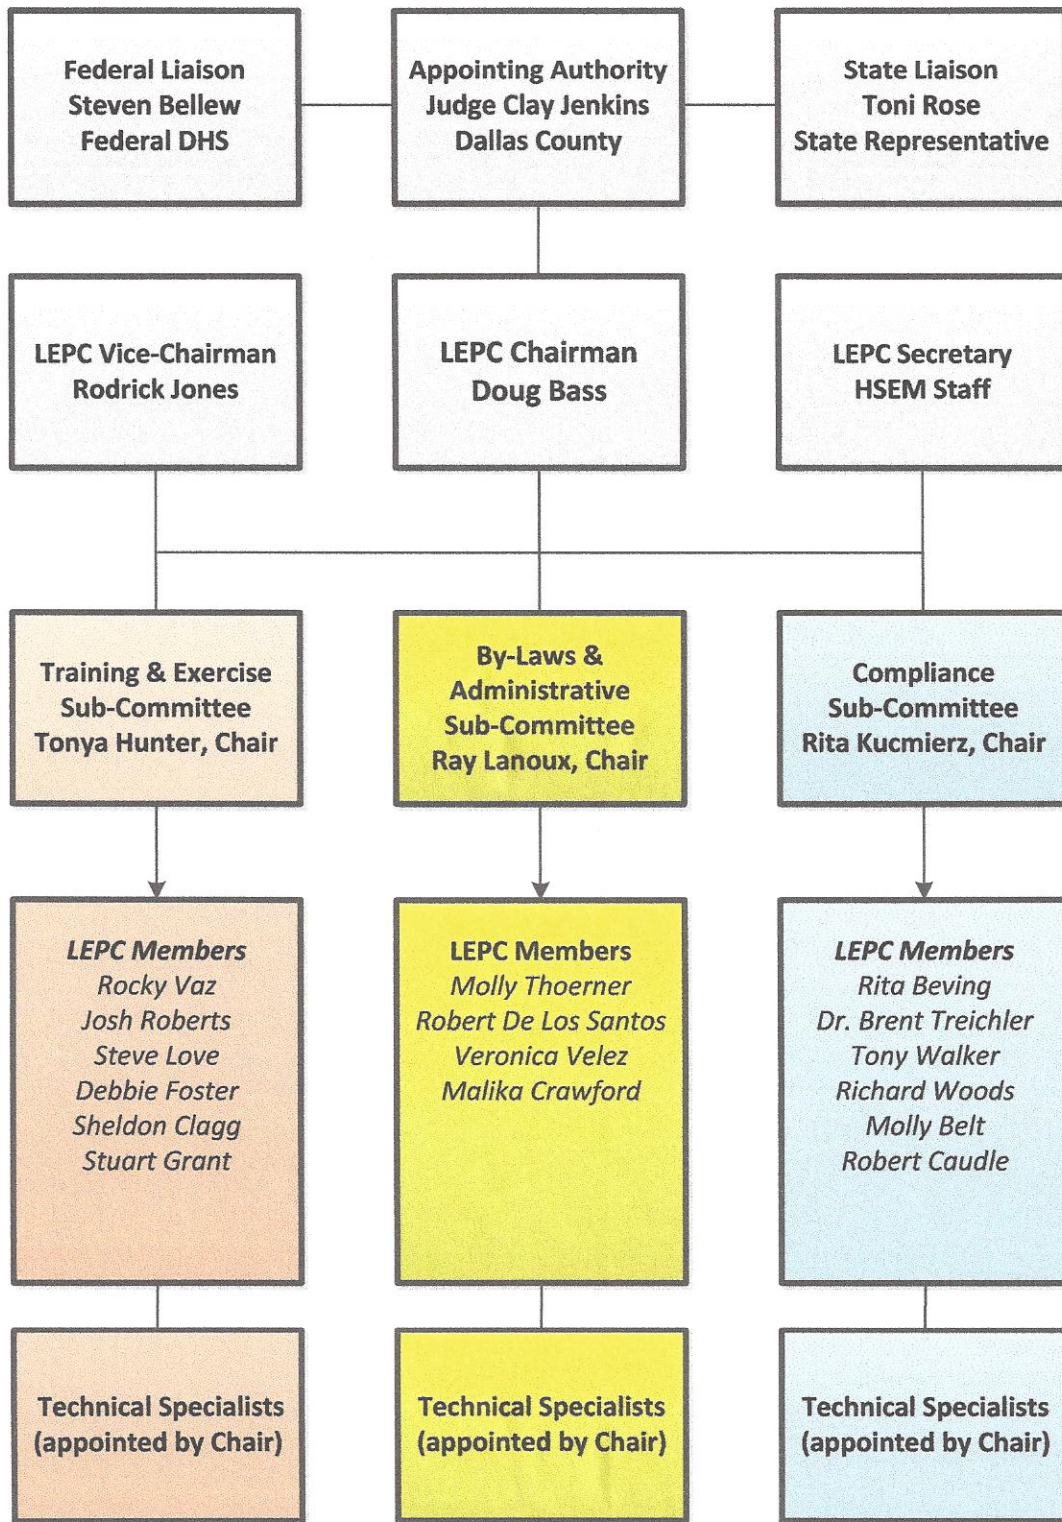 Federal Liaison
Steven Bellew
Federal DHS
Appointing Authority
Judge Clay Jenkins
Dallas County
State Liaison
Toni Rose
State Representative
LEPC Vice-Chairman
Rodrick Jones
LEPC Chairman
Doug Bass
LEPC Secretary
HSEM Staff
Training & Exercise
Sub-Committee
Tonya Hunter, Chair
By-Laws &
Administrative
Sub-Committee
Ray Lanoux, Chair
Compliance
Sub-Committee
Rita Kucmierz, Chair
LEPC Members
Rocky Vaz
Josh Roberts
Steve Love
Debbie Foster
Sheldon Clagg
Stuart Grant
LEPC Members
Molly Thoerner
Robert De Los Santos
Veronica Velez
Malika Crawford
LEPC Members
Rita Beving
Dr. Brent Treichler
Tony Walker
Richard Woods
Molly Belt
Robert Caudle
Technical Specialists
(appointed by Chair)
Technical Specialists
(appointed by Chair)
Technical Specialists
(appointed by Chair)